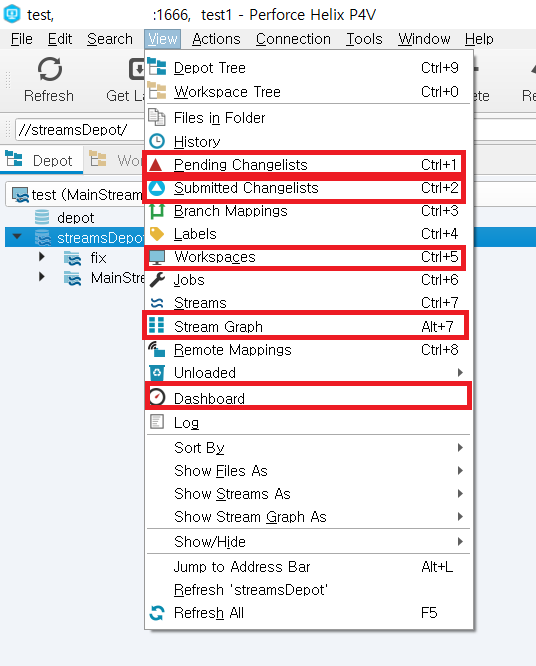 test, :1666, test1 - Perforce Helix P4V
File Edit Search View Actions Connection Tools Window Help
Refresh
Get La
ete
//streamsDepot/
Depot
Wo
test (MainStream
depot
streamsDepot
fix
MainStre
Depot Tree Ctrl+9
Workspace Tree Ctrl+0
Files in Folder
History
Pending Changelists Ctrl+1
Submitted Changelists Ctrl+2
Branch Mappings Ctrl+3
Labels Ctrl+4
Workspaces Ctrl+5
Jobs Ctrl+6
Streams Ctrl+7
Stream Graph Alt+7
Remote Mappings Ctrl+8
Unloaded
Dashboard
Log
Sort By
Show Files As
Show Streams As
Show Stream Graph As
Show/Hide
Jump to Address Bar Alt+L
Refresh 'streamsDepot'
Refresh All F5